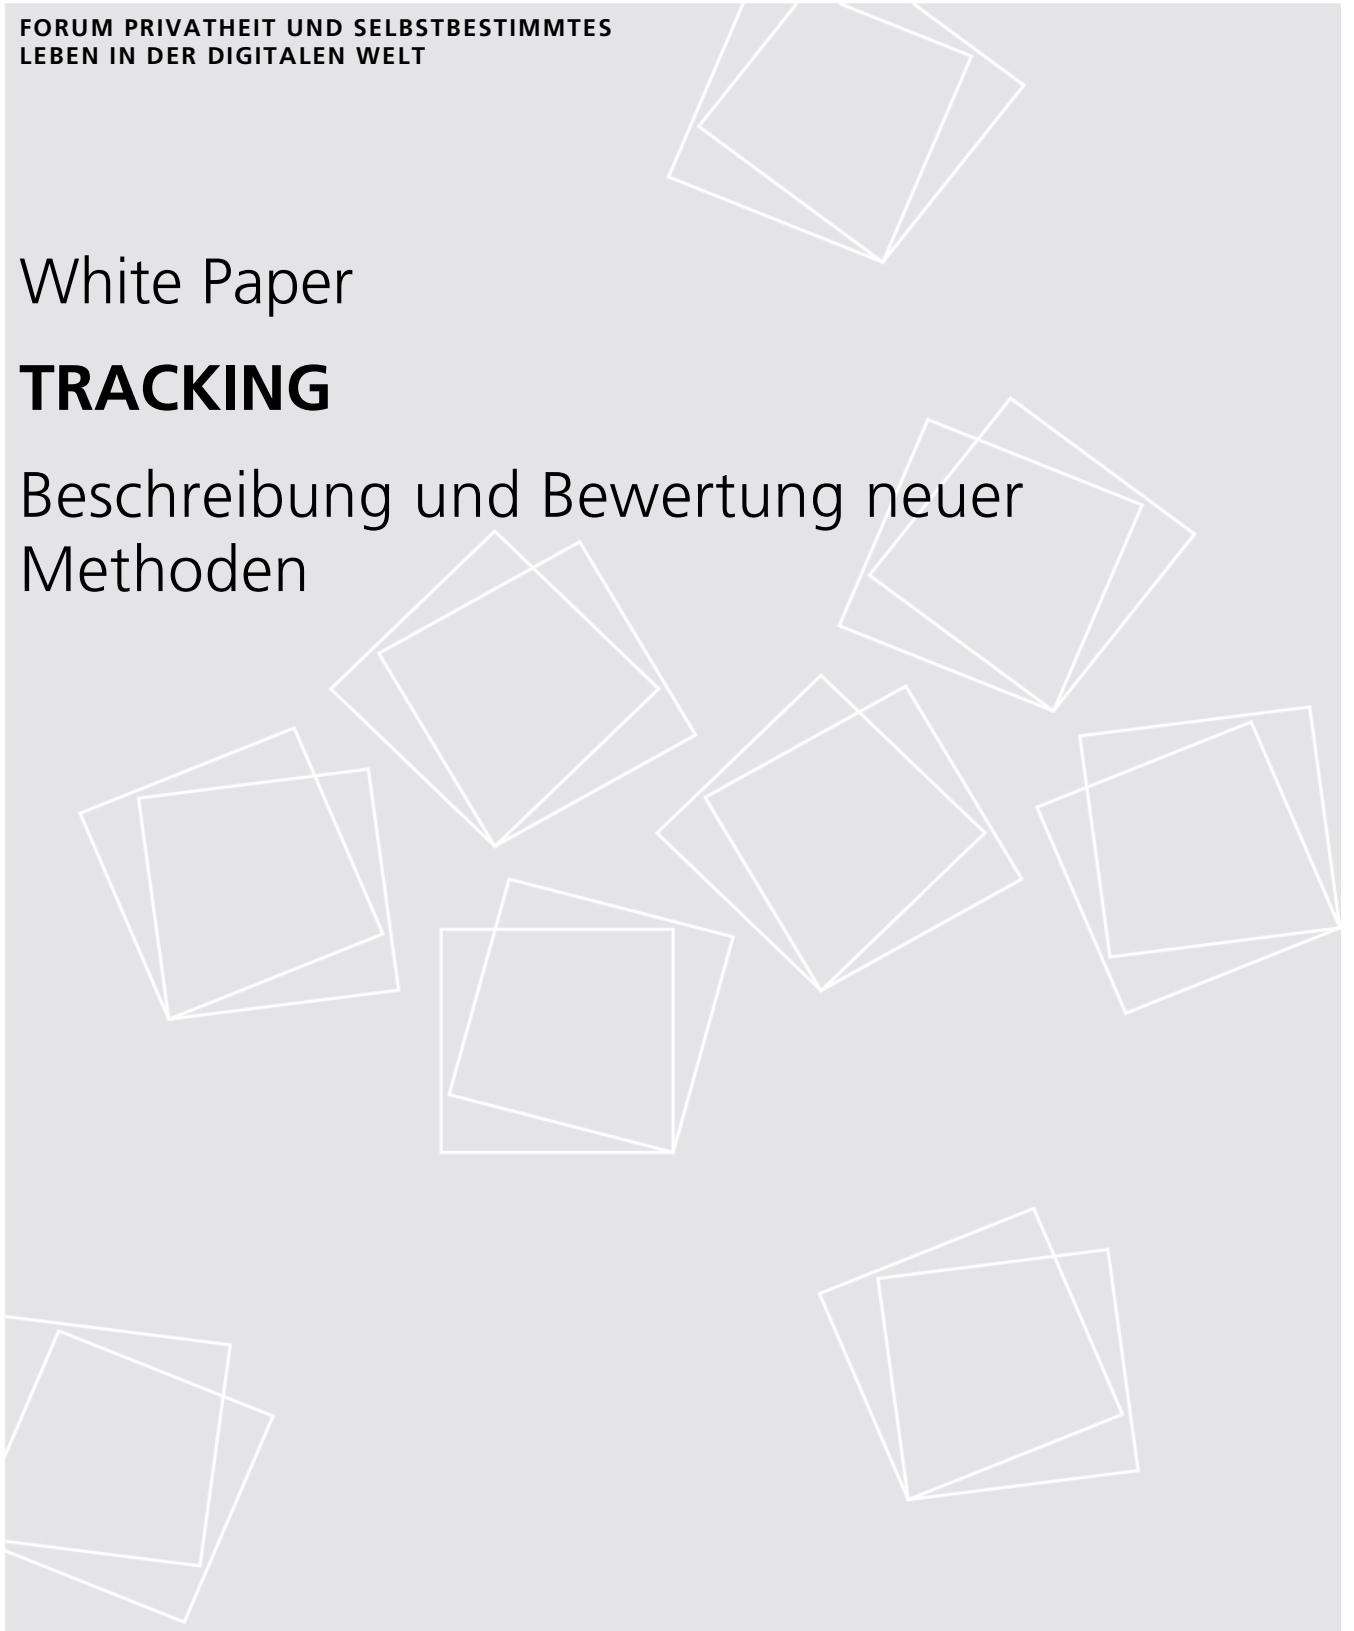 FORUM PRIVATHEIT UND SELBSTBESTIMMTES
LEBEN IN DER DIGITALEN WELT
White Paper
TRACKING
Beschreibung und Bewertung neuer
Methoden